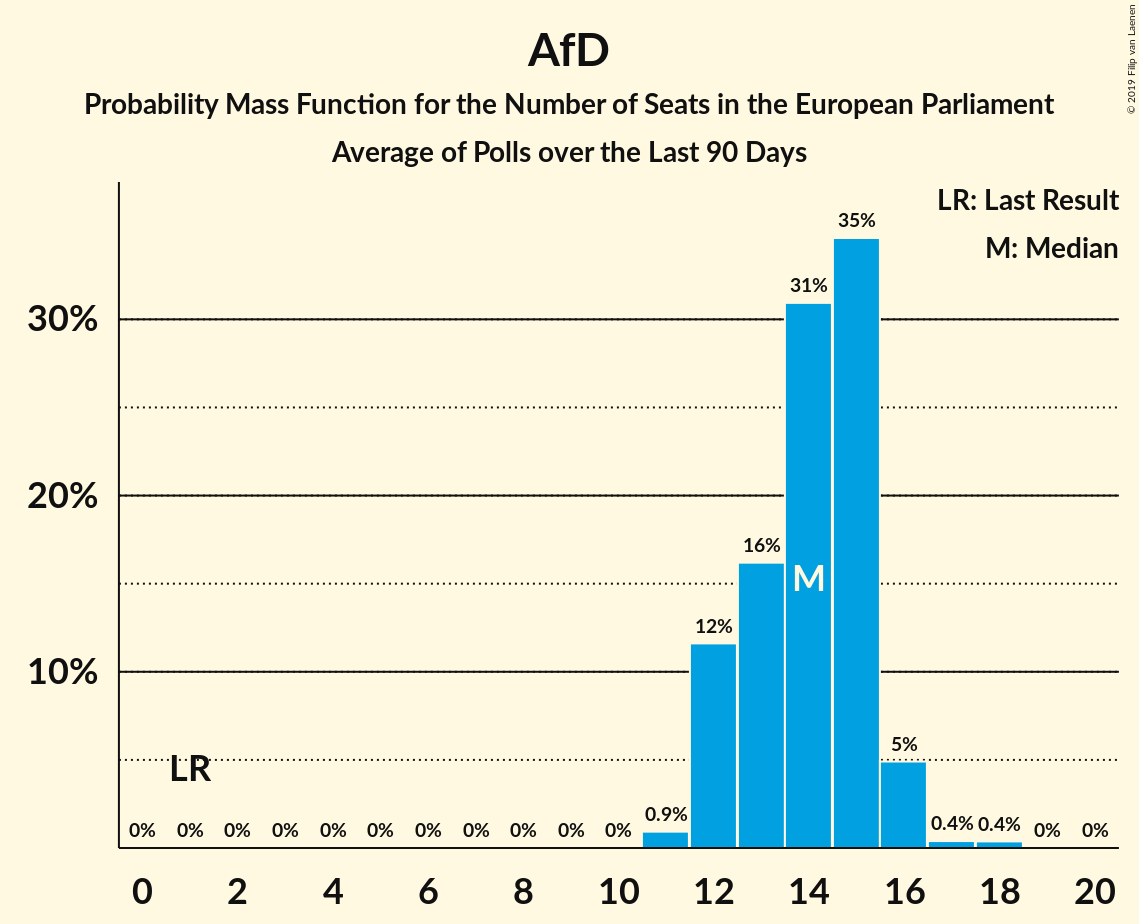 AfD
Probability Mass Function for the Number of Seats in the European Parliament
Average of Polls over the Last 90 Days
© 2019 Filip van Laenen
LR: Last Result
M: Median
30%
20%
10%
35%
31%
16%
M
12%
LR
5%
0% 0% 0% 0% 0% 0% 0% 0% 0% 0% 0% 0.9% 0.4% 0.4% 0% 0%
0 2 4 6 8 10 12 14 16 18 20